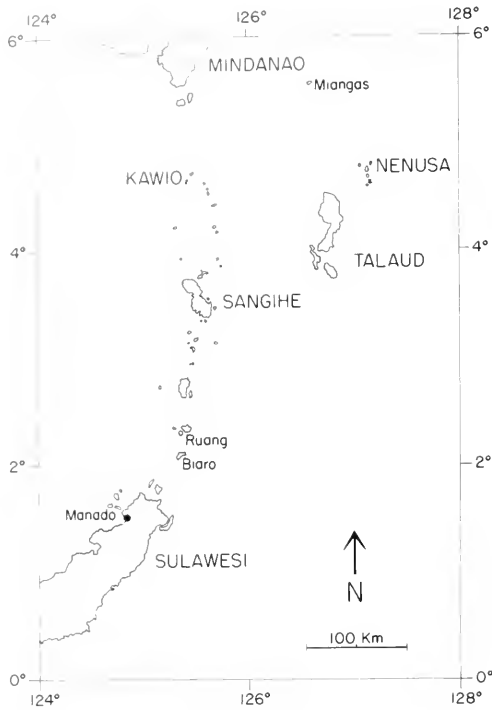 124°
126°
128°
6°
6°
MINDANAO
Miangas
NENUSA
KAWIO
4°
4°
TALAUD
SANGIHE
Ruang
2°
2°
Biaro
Manado
SULAWESI
N
100 Km
0°
0°
124°
126°
128°